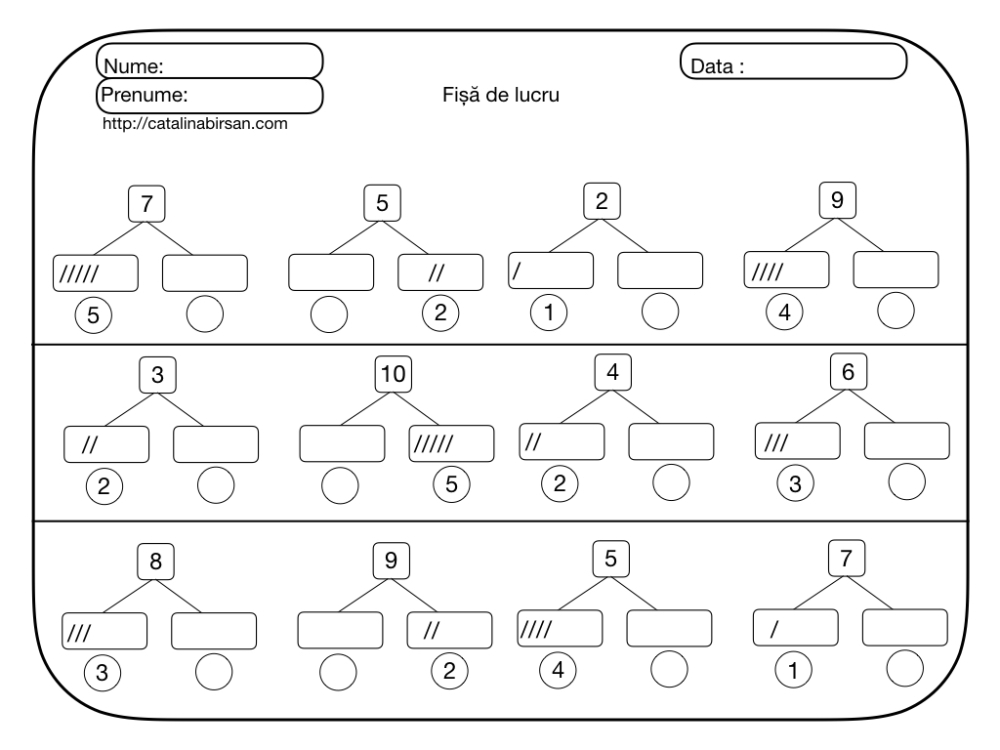 Nume:
Data :
Prenume:
Fișă de lucru
http://catalinabirsan.com
7 5 2 9
///// // / ////
5 2 1 4
3 10 4 6
// ///// // ///
2 5 2 3
8 9 5 7
/// // //// /
3 2 4 1